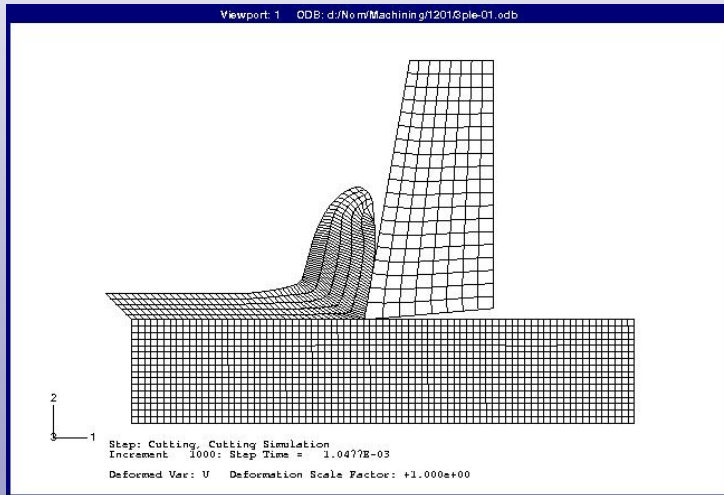 Viewport: 1 ODB: d:/Nom/Machining/1201/3ple-01.odb
2
3 1
Step: Cutting, Cutting Simulation
Increment 1000: Step Time = 1.0477E-03
Deformed Var: U Deformation Scale Factor: +1.000e+00